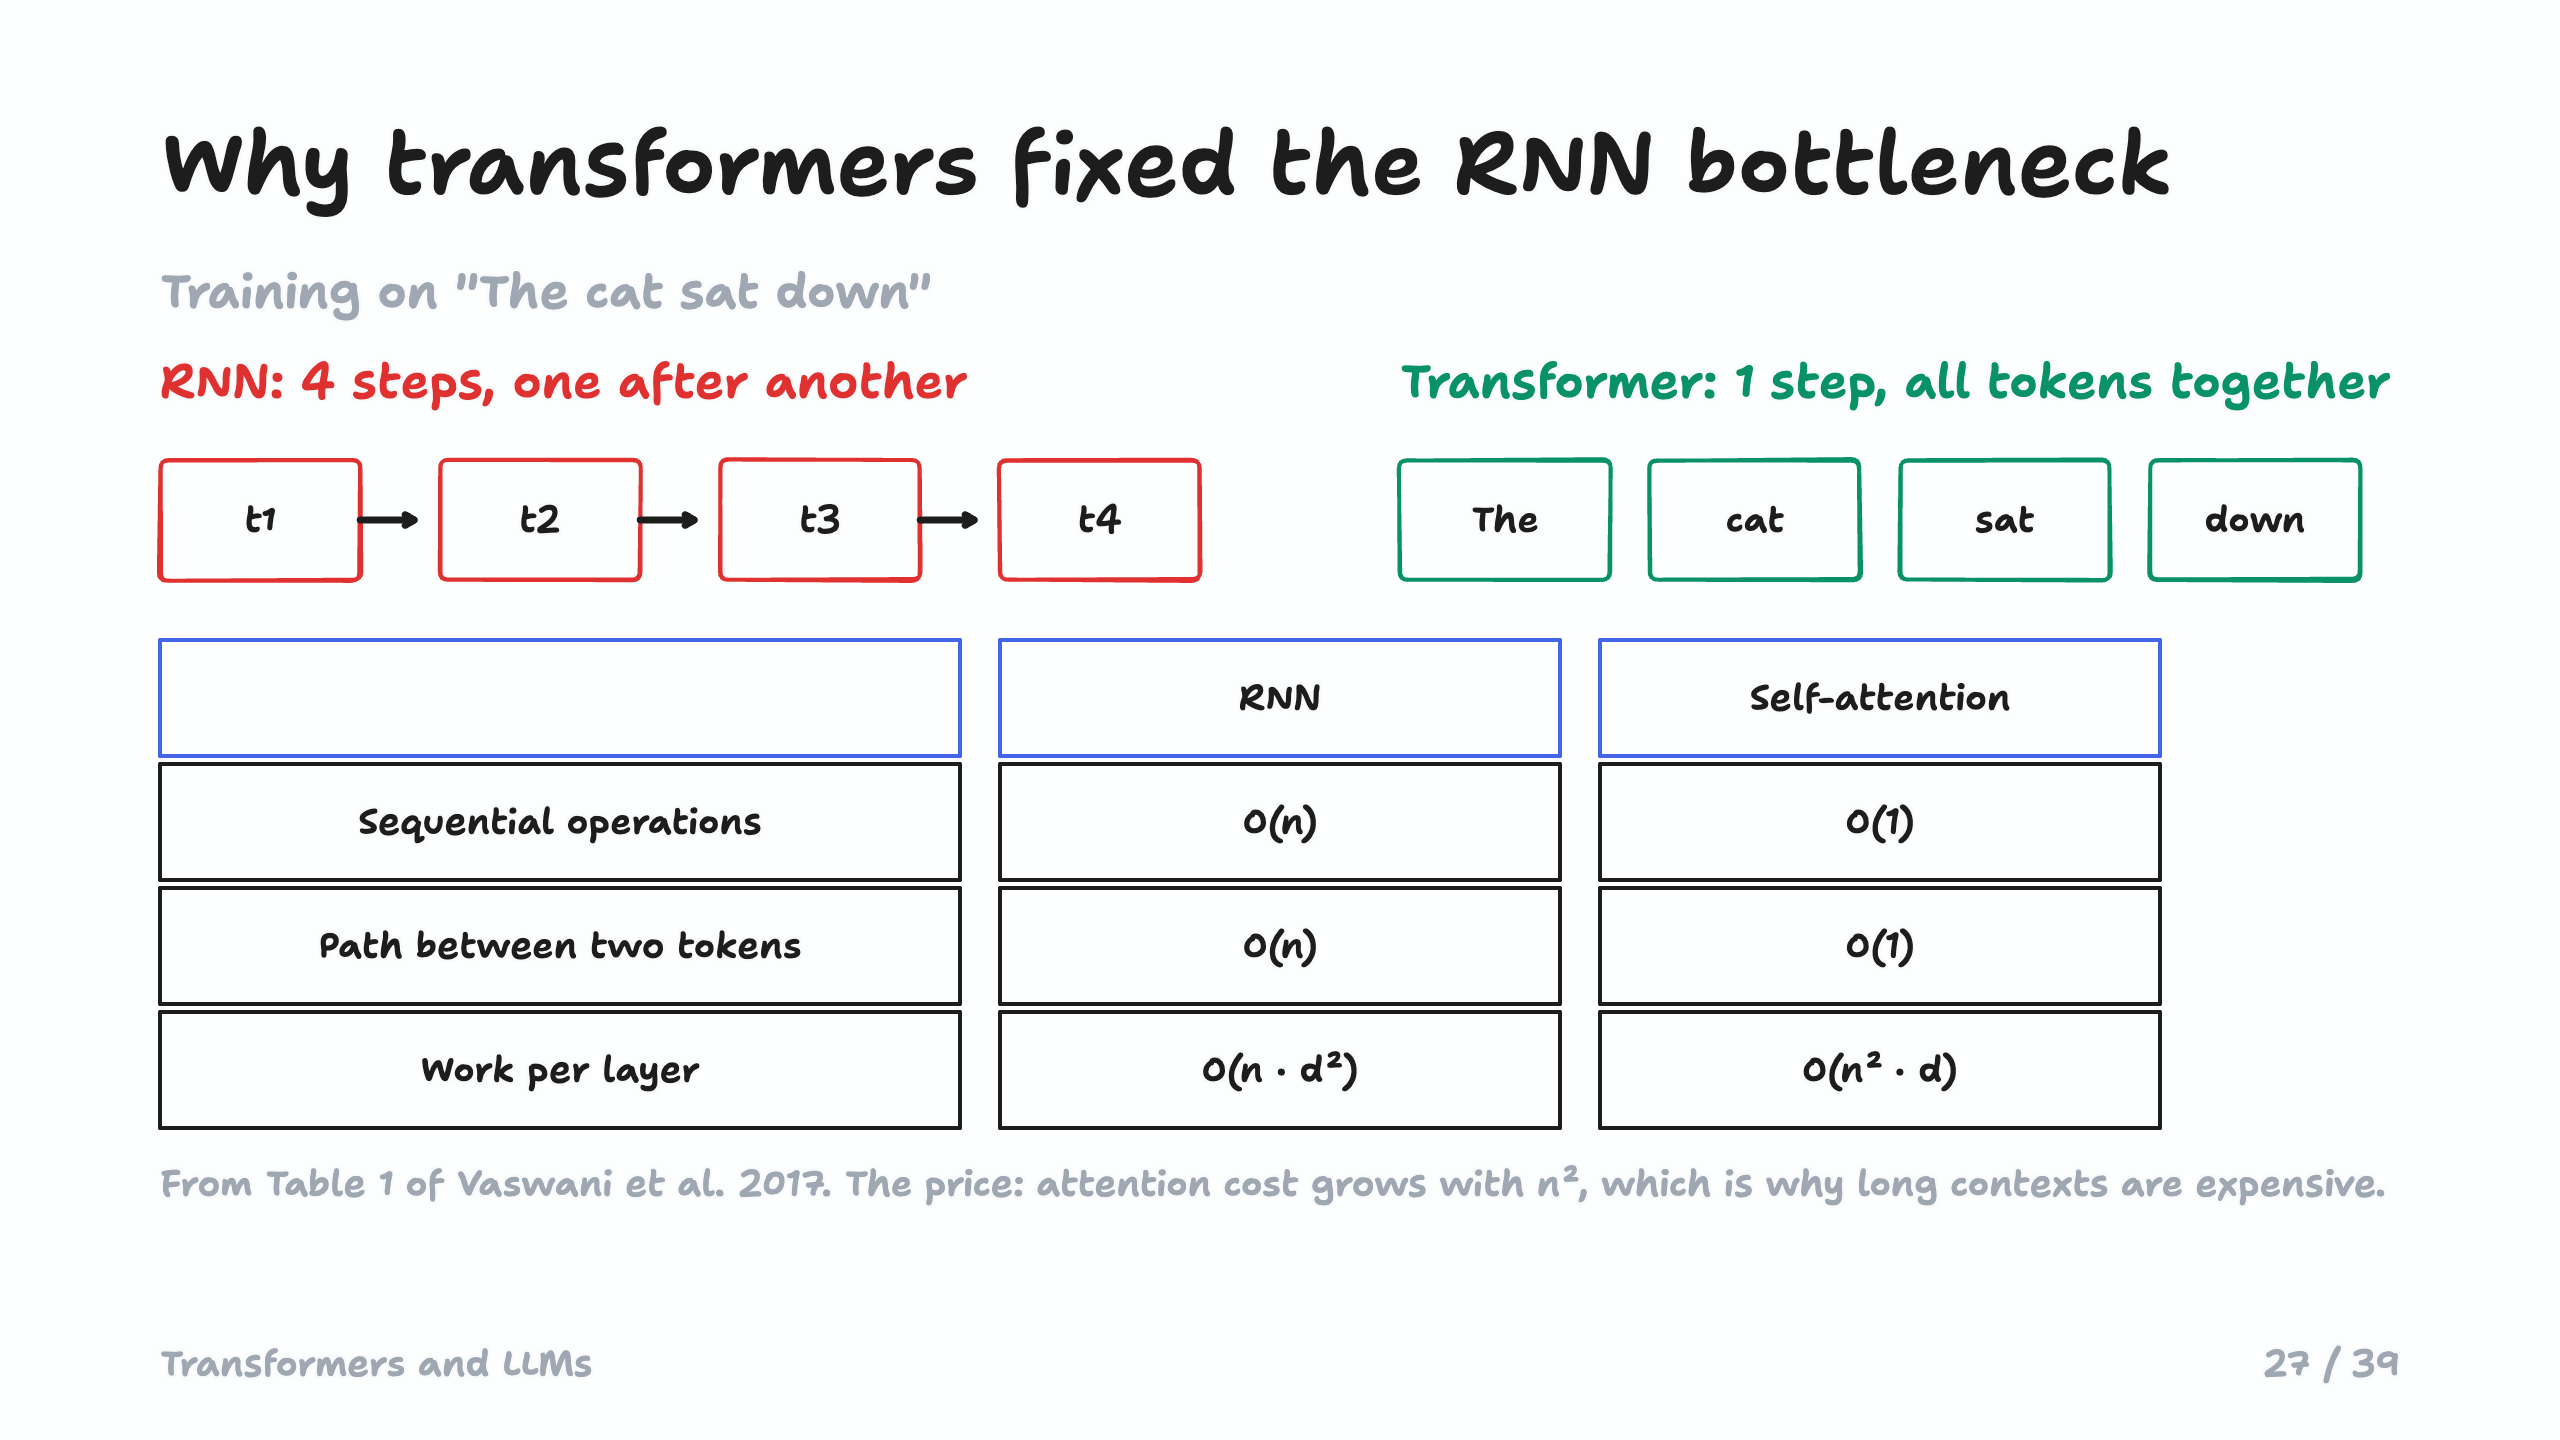 Why transformers fixed the RNN bottleneck
Training on "The cat sat down"
RNN: 4 steps, one after another
Transformer: 1 step, all tokens together
t1 t2 t3 t4
The cat sat down
RNN Self-attention
Sequential operations O(n) O(1)
Path between two tokens O(n) O(1)
Work per layer O(n · d²) O(n² · d)
From Table 1 of Vaswani et al. 2017. The price: attention cost grows with n², which is why long contexts are expensive.
Transformers and LLMs
27 / 39